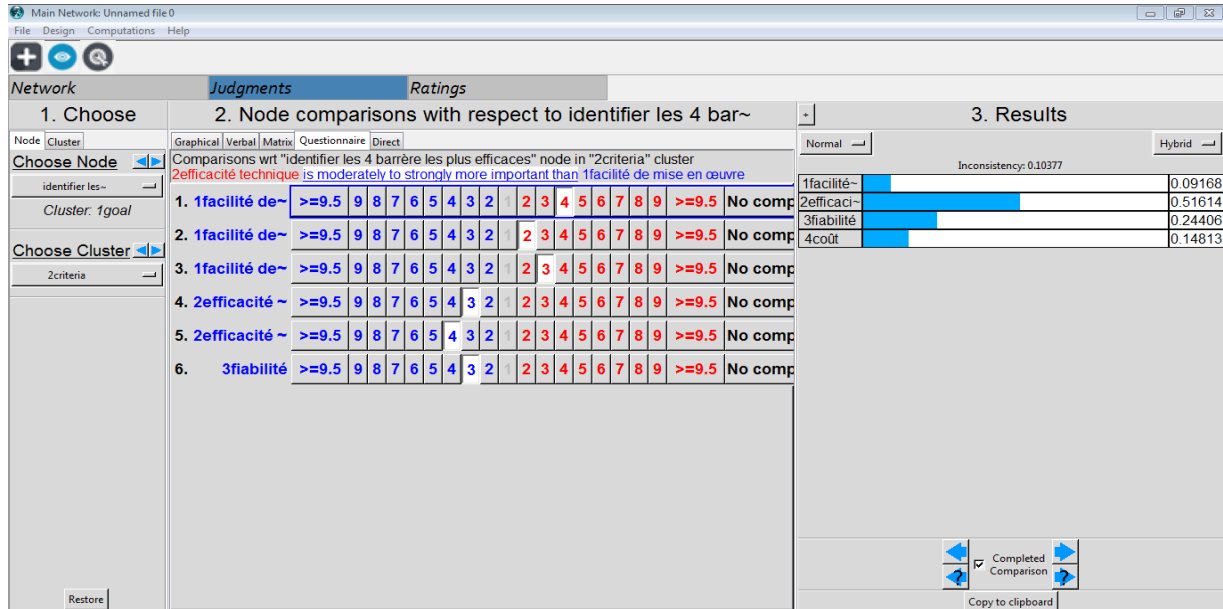 Main Network: Unnamed file 0
File Design Computations Help
Network Judgments Ratings
1. Choose
Node Cluster
Choose Node
identifier les~
Cluster: 1goal
Choose Cluster
2criteria
Restore
2. Node comparisons with respect to identifier les 4 bar~
Graphical Verbal Matrix Questionnaire Direct
Comparisons wrt "identifier les 4 barrère les plus efficaces" node in "2criteria" cluster
2efficacité technique is moderately to strongly more important than 1facilité de mise en œuvre
1. 1facilité de~ >=9.5 9 8 7 6 5 4 3 2 1 2 3 4 5 6 7 8 9 >=9.5 No comp
2. 1facilité de~ >=9.5 9 8 7 6 5 4 3 2 1 2 3 4 5 6 7 8 9 >=9.5 No comp
3. 1facilité de~ >=9.5 9 8 7 6 5 4 3 2 1 2 3 4 5 6 7 8 9 >=9.5 No comp
4. 2efficacité ~ >=9.5 9 8 7 6 5 4 3 2 1 2 3 4 5 6 7 8 9 >=9.5 No comp
5. 2efficacité ~ >=9.5 9 8 7 6 5 4 3 2 1 2 3 4 5 6 7 8 9 >=9.5 No comp
6. 3fiabilité >=9.5 9 8 7 6 5 4 3 2 1 2 3 4 5 6 7 8 9 >=9.5 No comp
+ 3. Results
Normal Hybrid
Inconsistency: 0.10377
1facilité~ 0.09168
2efficaci~ 0.51614
3fiabilité 0.24406
4coût 0.14813
Completed
Comparison
? ?
Copy to clipboard